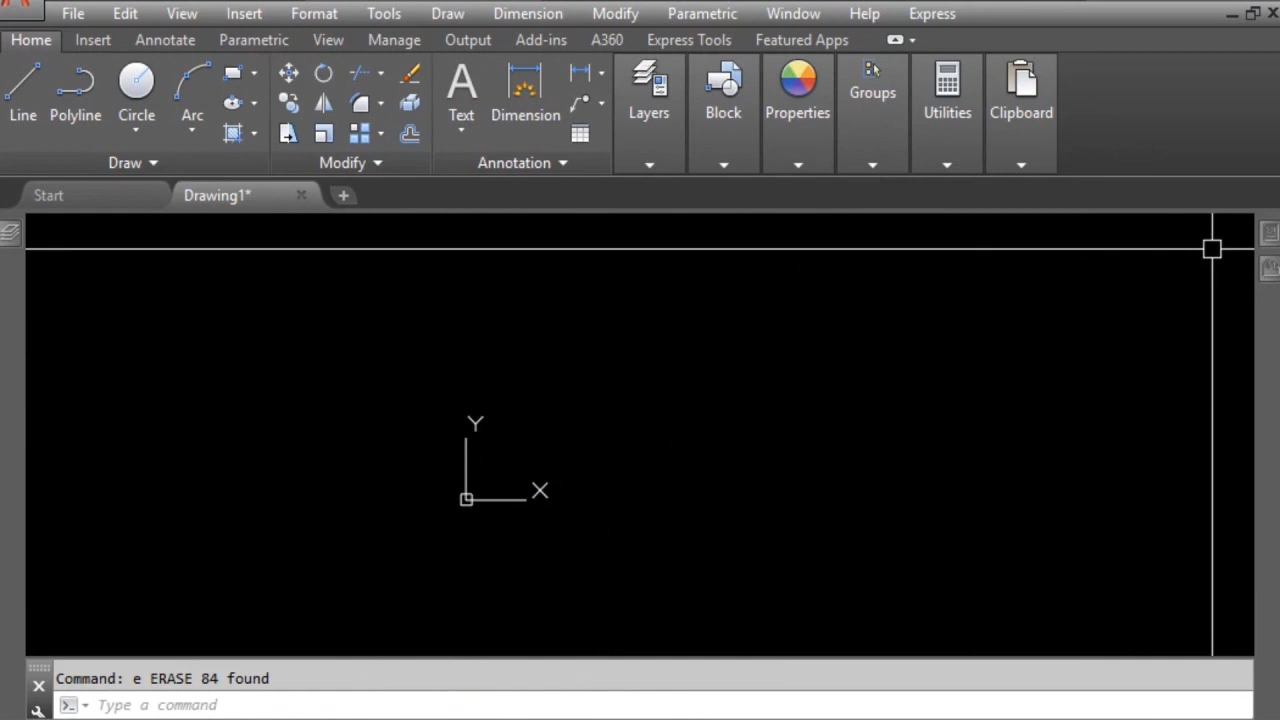 File Edit View Insert Format Tools Draw Dimension Modify Parametric Window Help Express
Home Insert Annotate Parametric View Manage Output Add-ins A360 Express Tools Featured Apps
Line Polyline Circle Arc Text Dimension Layers Block Properties Groups Utilities Clipboard
Draw Modify Annotation
Start Drawing1*
Y
X
Command: e ERASE 84 found
Type a command